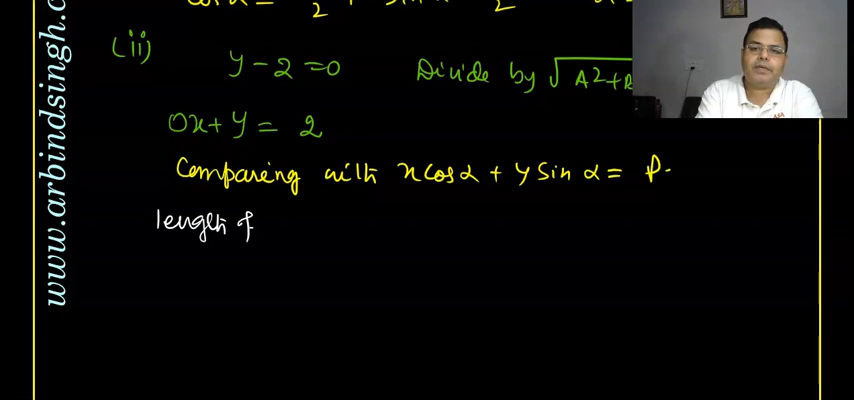 (ii)
y - 2 = 0 Divide by √A²+
0x + y = 2
Comparing with x cos α + y sin α = p.
length of
www.arbindsingh.c